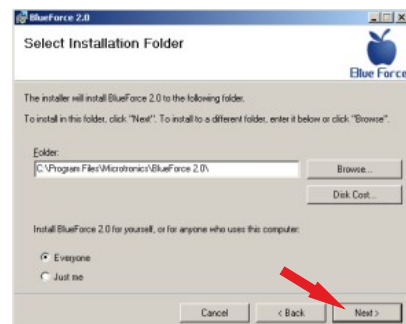 BlueForce 2.0
Select Installation Folder
Blue Force
The installer will install BlueForce 2.0 to the following folder.
To install in this folder, click "Next". To install to a different folder, enter it below or click "Browse".
Folder:
C:\Program Files\Microtronics\BlueForce 2.0\
Browse...
Disk Cost...
Install BlueForce 2.0 for yourself, or for anyone who uses this computer:
Everyone
Just me
Cancel
< Back
Next >